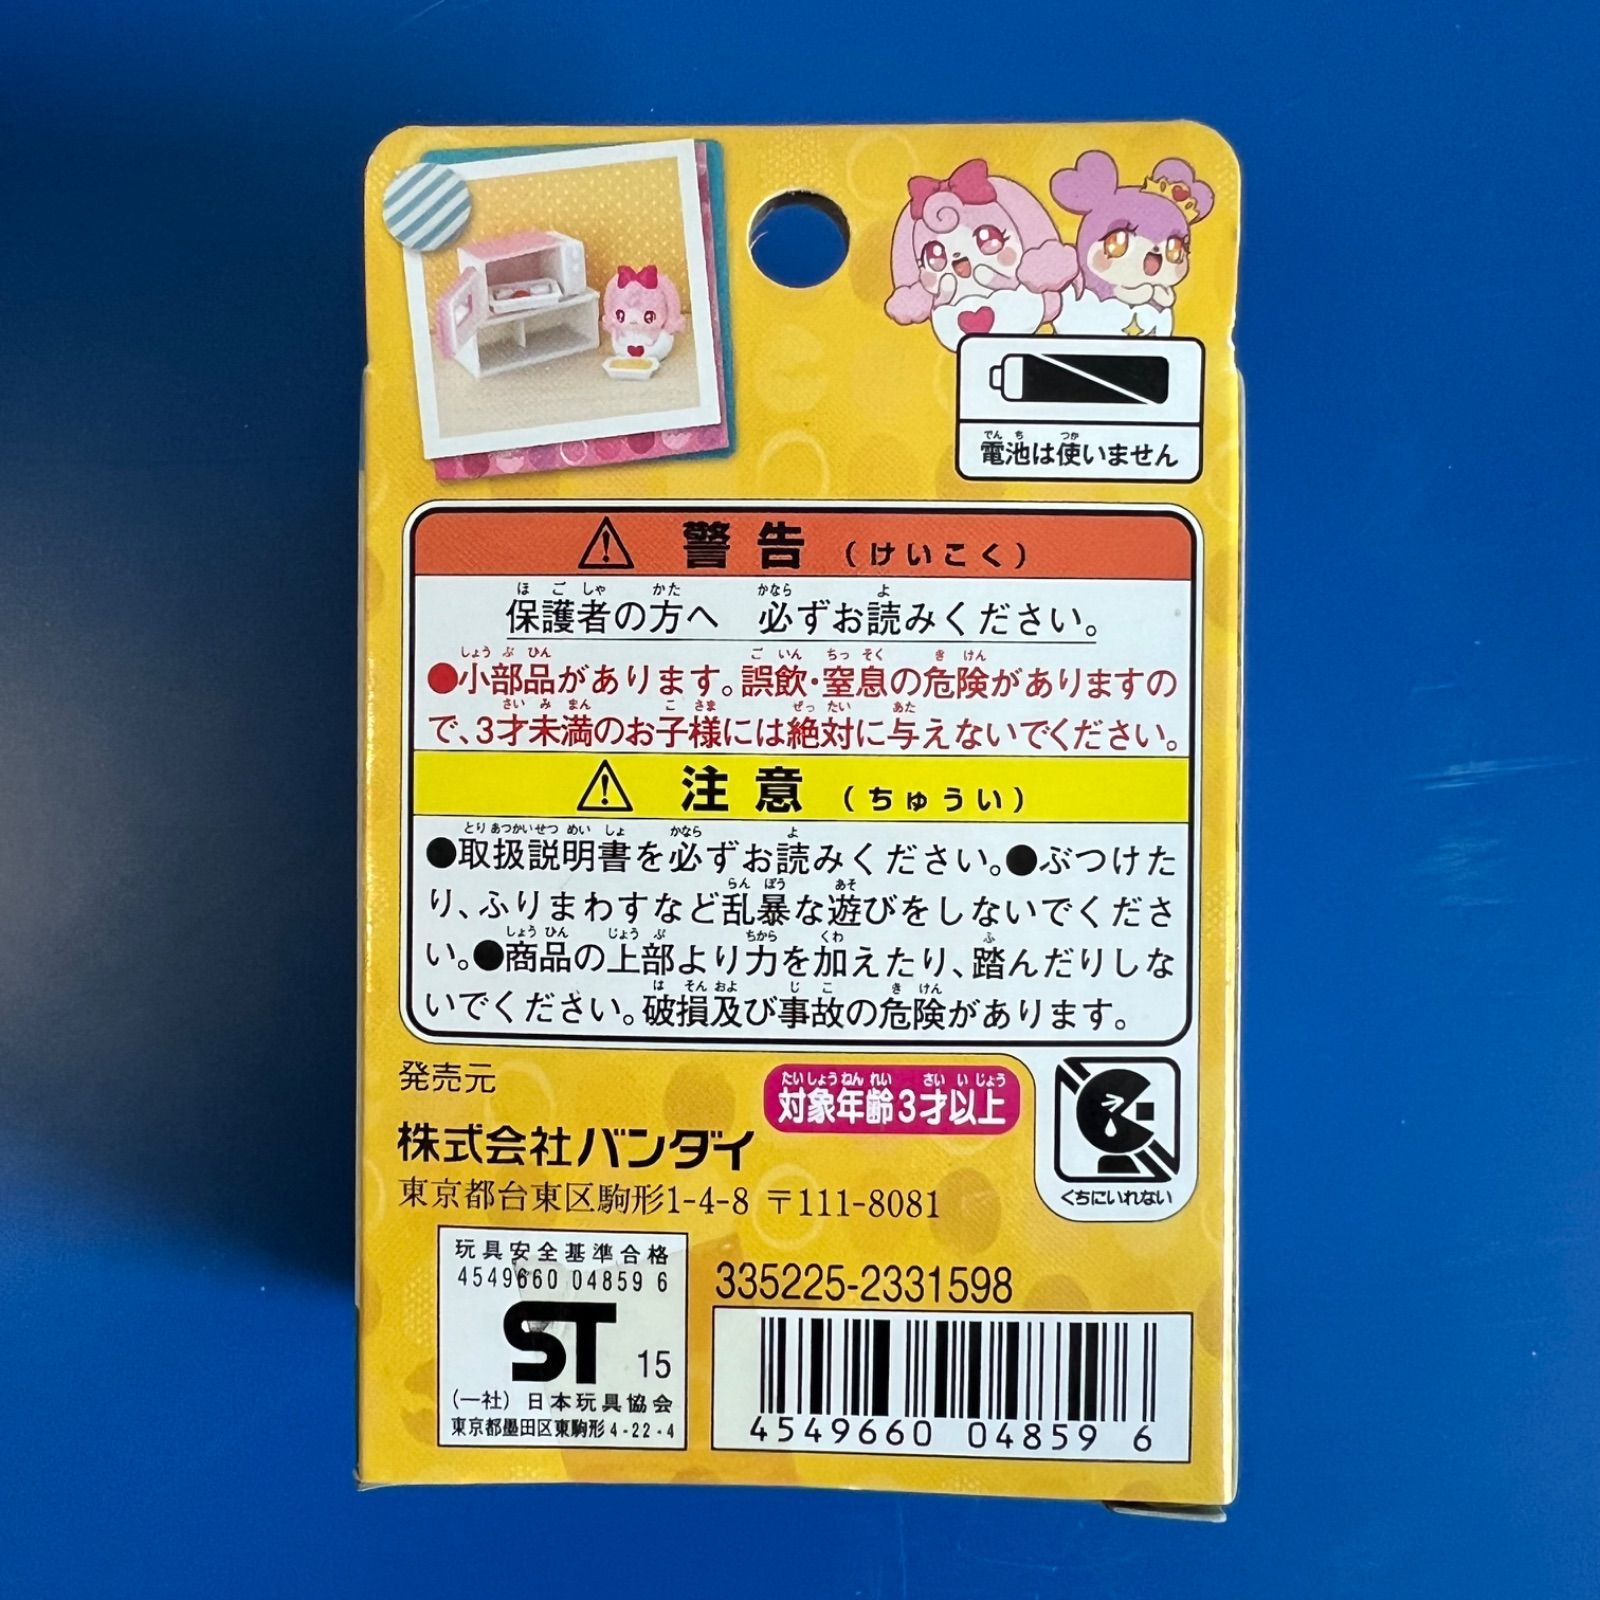 電池は使いません
警告(けいこく)
保護者の方へ 必ずお読みください。
●小部品があります。誤飲・窒息の危険がありますの
で、3才未満のお子様には絶対に与えないでください。
注意(ちゅうい)
●取扱説明書を必ずお読みください。●ぶつけた
り、ふりまわすなど乱暴な遊びをしないでくださ
い。●商品の上部より力を加えたり、踏んだりしな
いでください。破損及び事故の危険があります。
発売元
対象年齢3才以上
株式会社バンダイ
東京都台東区駒形1-4-8 〒111-8081
くちにいれない
玩具安全基準合格
4549660 04859 6
ST 15
(一社)日本玩具協会
東京都墨田区東駒形4-22-4
335225-2331598
4549660 04859 6